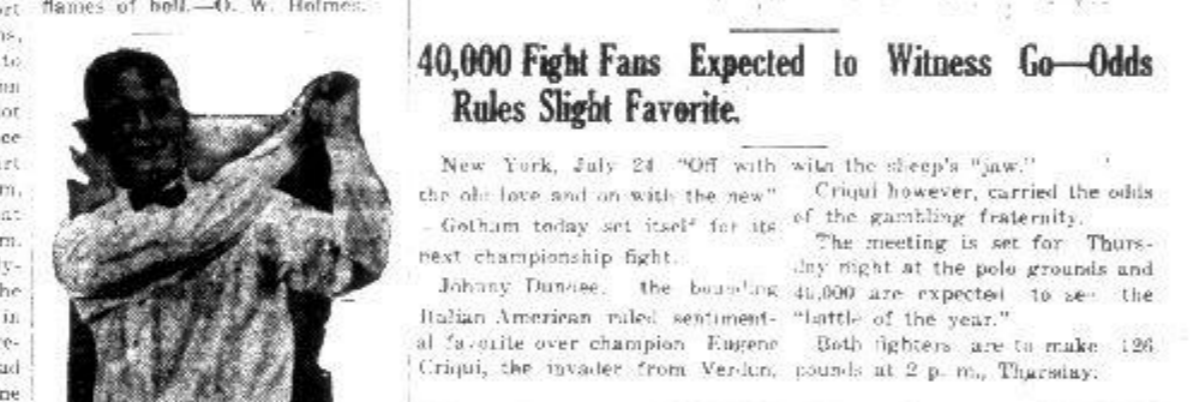 flames of hell.—O. W. Holmes.
40,000 Fight Fans Expected to Witness Go—Odds
Rules Slight Favorite.
New York, July 24 "Off with
the old love and on with the new"
- Gotham today set itself for its
next championship fight.
Johnny Dundee, the bounding
Italian American ruled sentiment-
al favorite over champion Eugene
Criqui, the invader from Verdun,
with the sheep's "jaw."
Criqui however, carried the odds
of the gambling fraternity.
The meeting is set for Thurs-
day night at the polo grounds and
40,000 are expected to see the
"battle of the year."
Both fighters are to make 126
pounds at 2 p. m., Thursday.